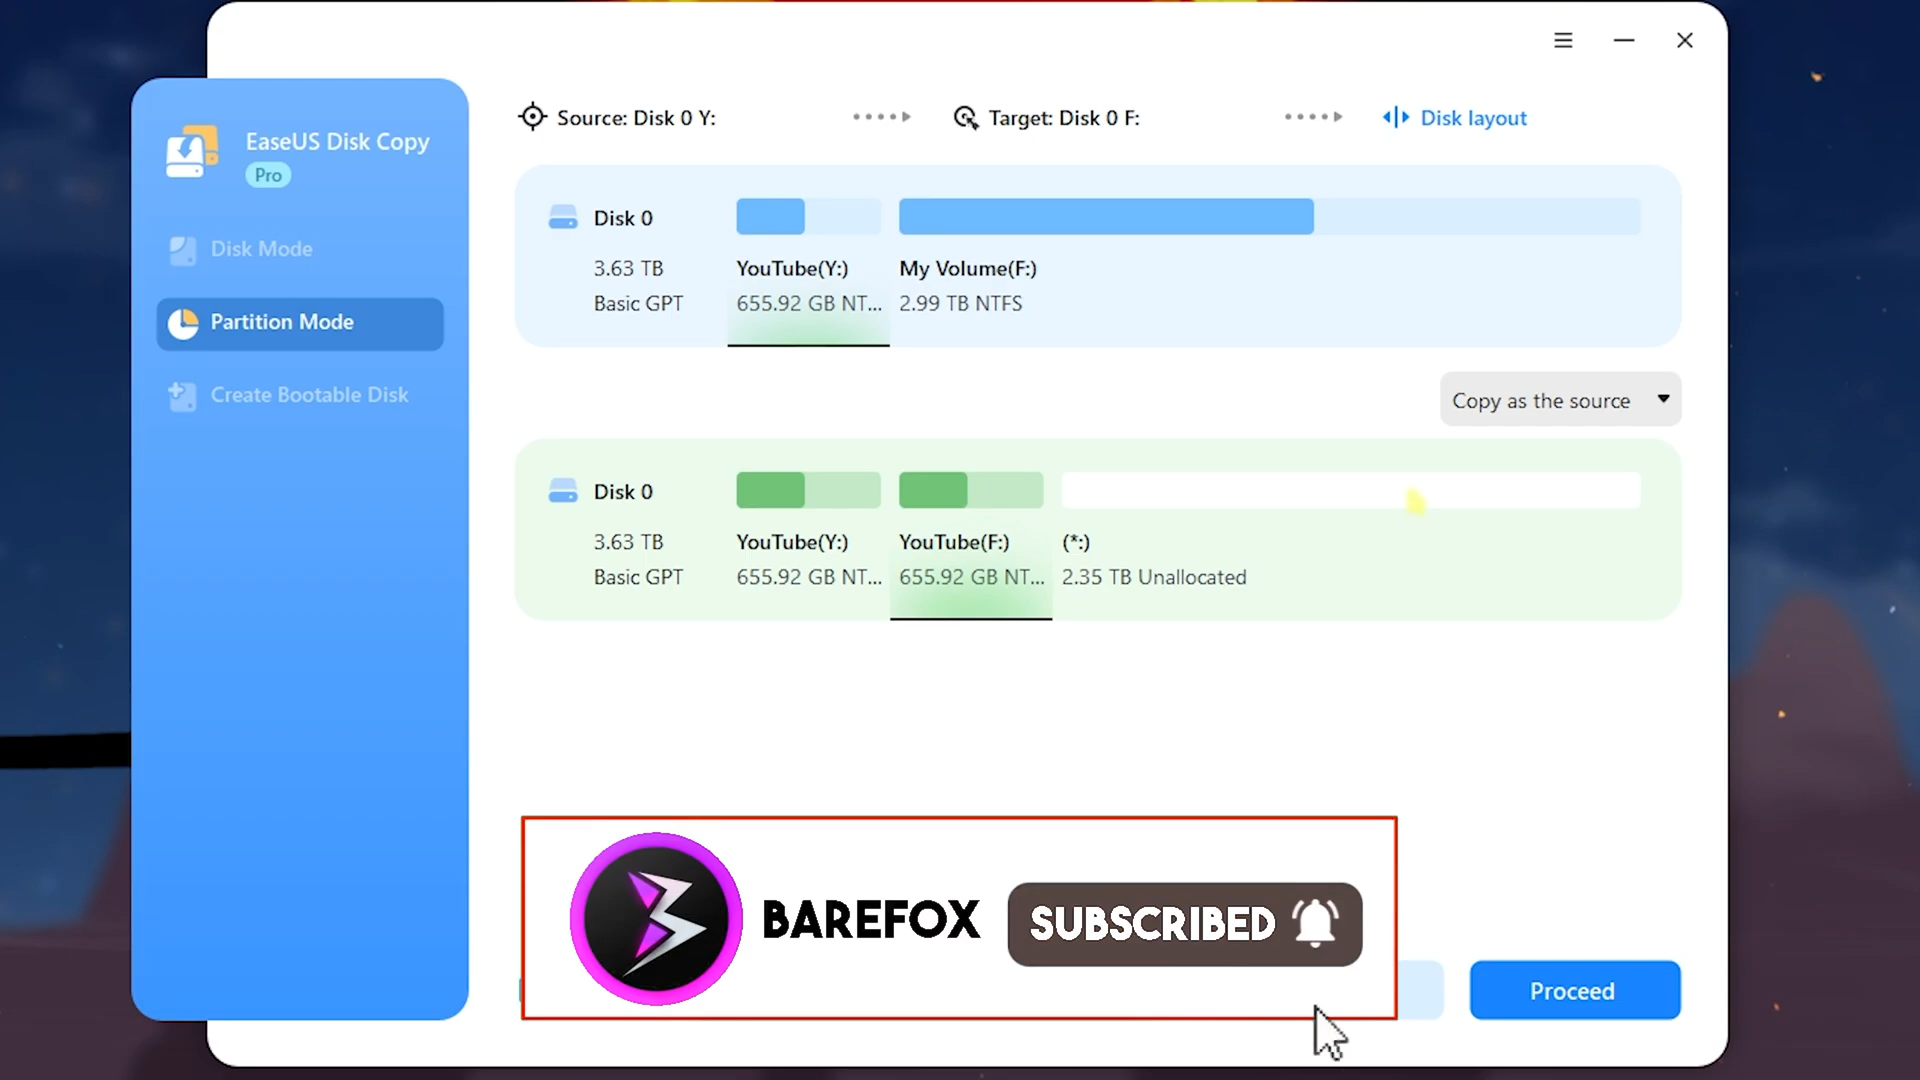 Source: Disk 0 Y:
Target: Disk 0 F:
Disk layout
EaseUS Disk Copy
Pro
Disk Mode
Partition Mode
Create Bootable Disk
Disk 0
3.63 TB
Basic GPT
YouTube(Y:)
655.92 GB NT...
My Volume(F:)
2.99 TB NTFS
Copy as the source
Disk 0
3.63 TB
Basic GPT
YouTube(Y:)
655.92 GB NT...
YouTube(F:)
655.92 GB NT...
(*:)
2.35 TB Unallocated
BAREFOX
SUBSCRIBED
Proceed